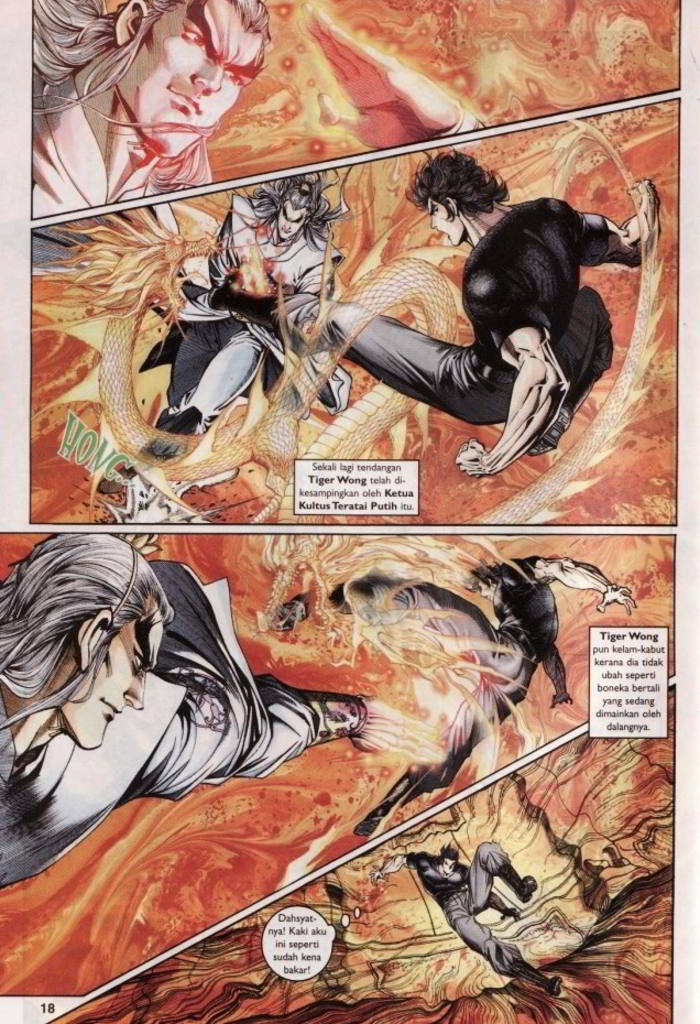 HONG...
Sekali lagi tendangan
Tiger Wong telah di-
kesampingkan oleh Ketua
Kultus Teratai Putih itu.
Tiger Wong
pun kelam-kabut
kerana dia tidak
ubah seperti
boneka bertali
yang sedang
dimainkan oleh
dalangnya.
Dahsyat-
nya! Kaki aku
ini seperti
sudah kena
bakar!
18